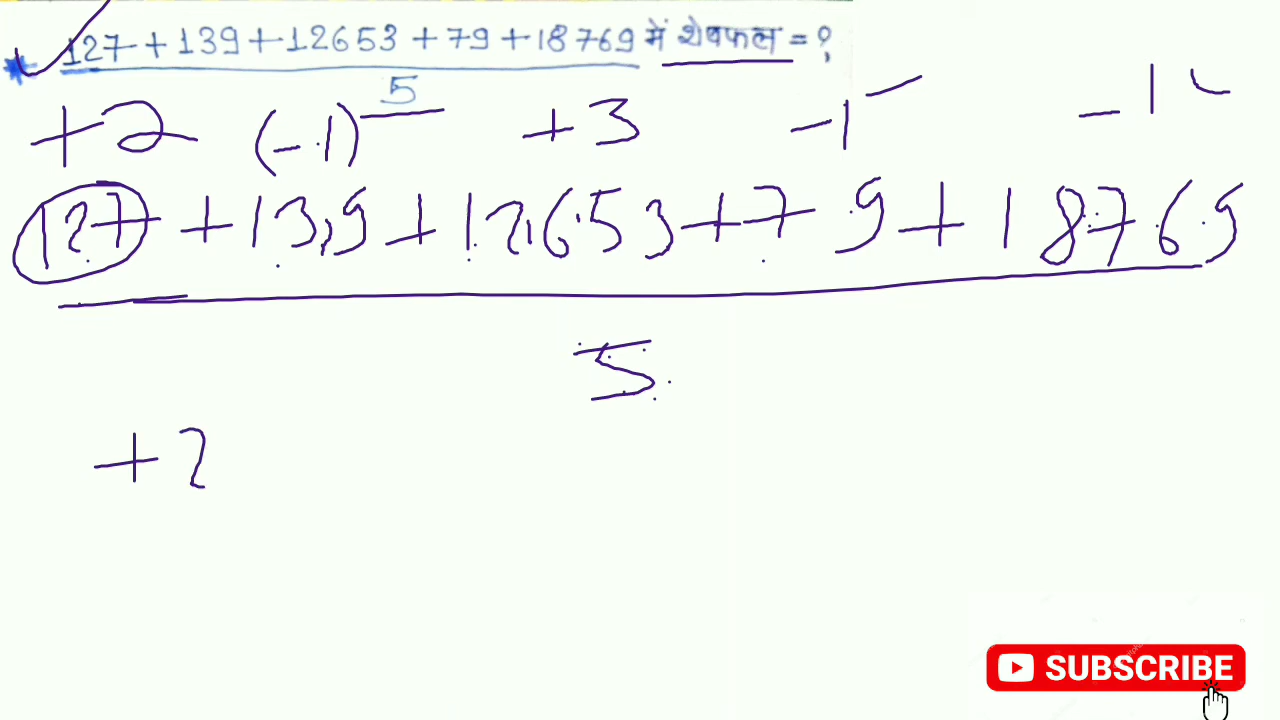 127 + 139 + 12653 + 79 + 18769 में शेषफल = ?
5
+2 (-1) +3 -1 -1
127 + 139 + 12653 + 79 + 18769
5
+2
SUBSCRIBE